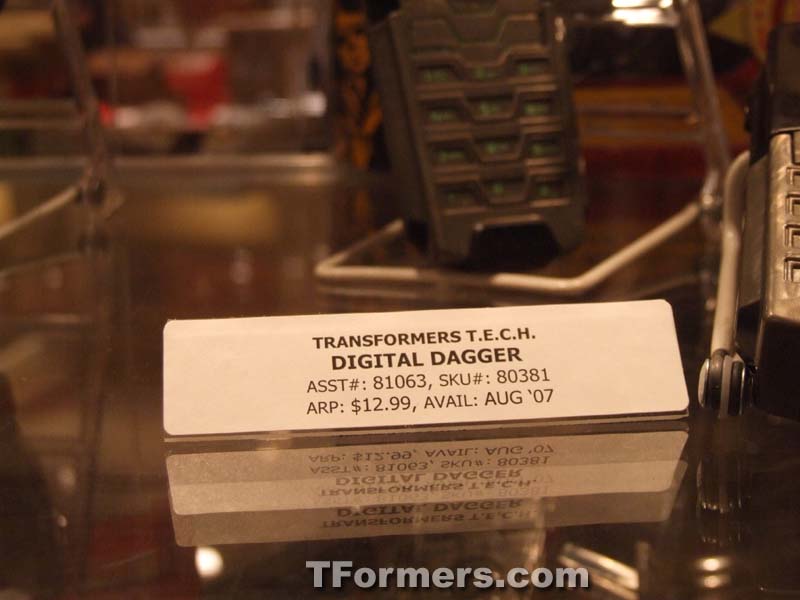 TRANSFORMERS T.E.C.H.
DIGITAL DAGGER
ASST#: 81063, SKU#: 80381
ARP: $12.99, AVAIL: AUG ‘07
TFormers.com